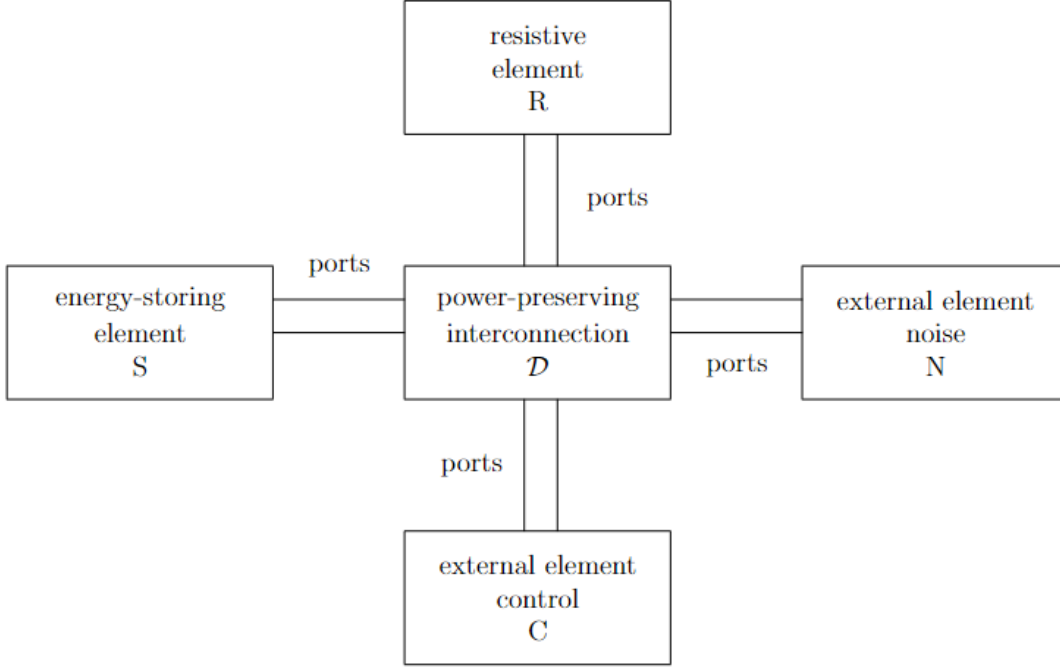 resistive
element
R
ports
ports
energy-storing
element
S
power-preserving
interconnection
𝒟
external element
noise
N
ports
ports
external element
control
C